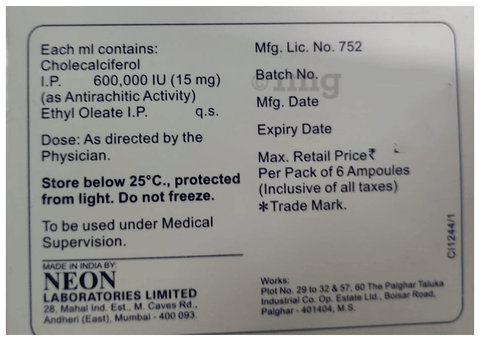 Each ml contains:
Cholecalciferol
I.P. 600,000 IU (15 mg)
(as Antirachitic Activity)
Ethyl Oleate I.P. q.s.
Dose: As directed by the
Physician.
Store below 25°C., protected
from light. Do not freeze.
To be used under Medical
Supervision.
MADE IN INDIA BY:
NEON
LABORATORIES LIMITED
28, Mahal Ind. Est., M. Caves Rd.,
Andheri (East), Mumbai - 400 093.
Mfg. Lic. No. 752
Batch No.
Mfg. Date
Expiry Date
Max. Retail Price₹
Per Pack of 6 Ampoules
(Inclusive of all taxes)
*Trade Mark.
Works:
Plot No. 29 to 32 & 57, 60 The Palghar Taluka
Industrial Co. Op. Estate Ltd., Boisar Road,
Palghar - 401404, M.S.
CI1244/1